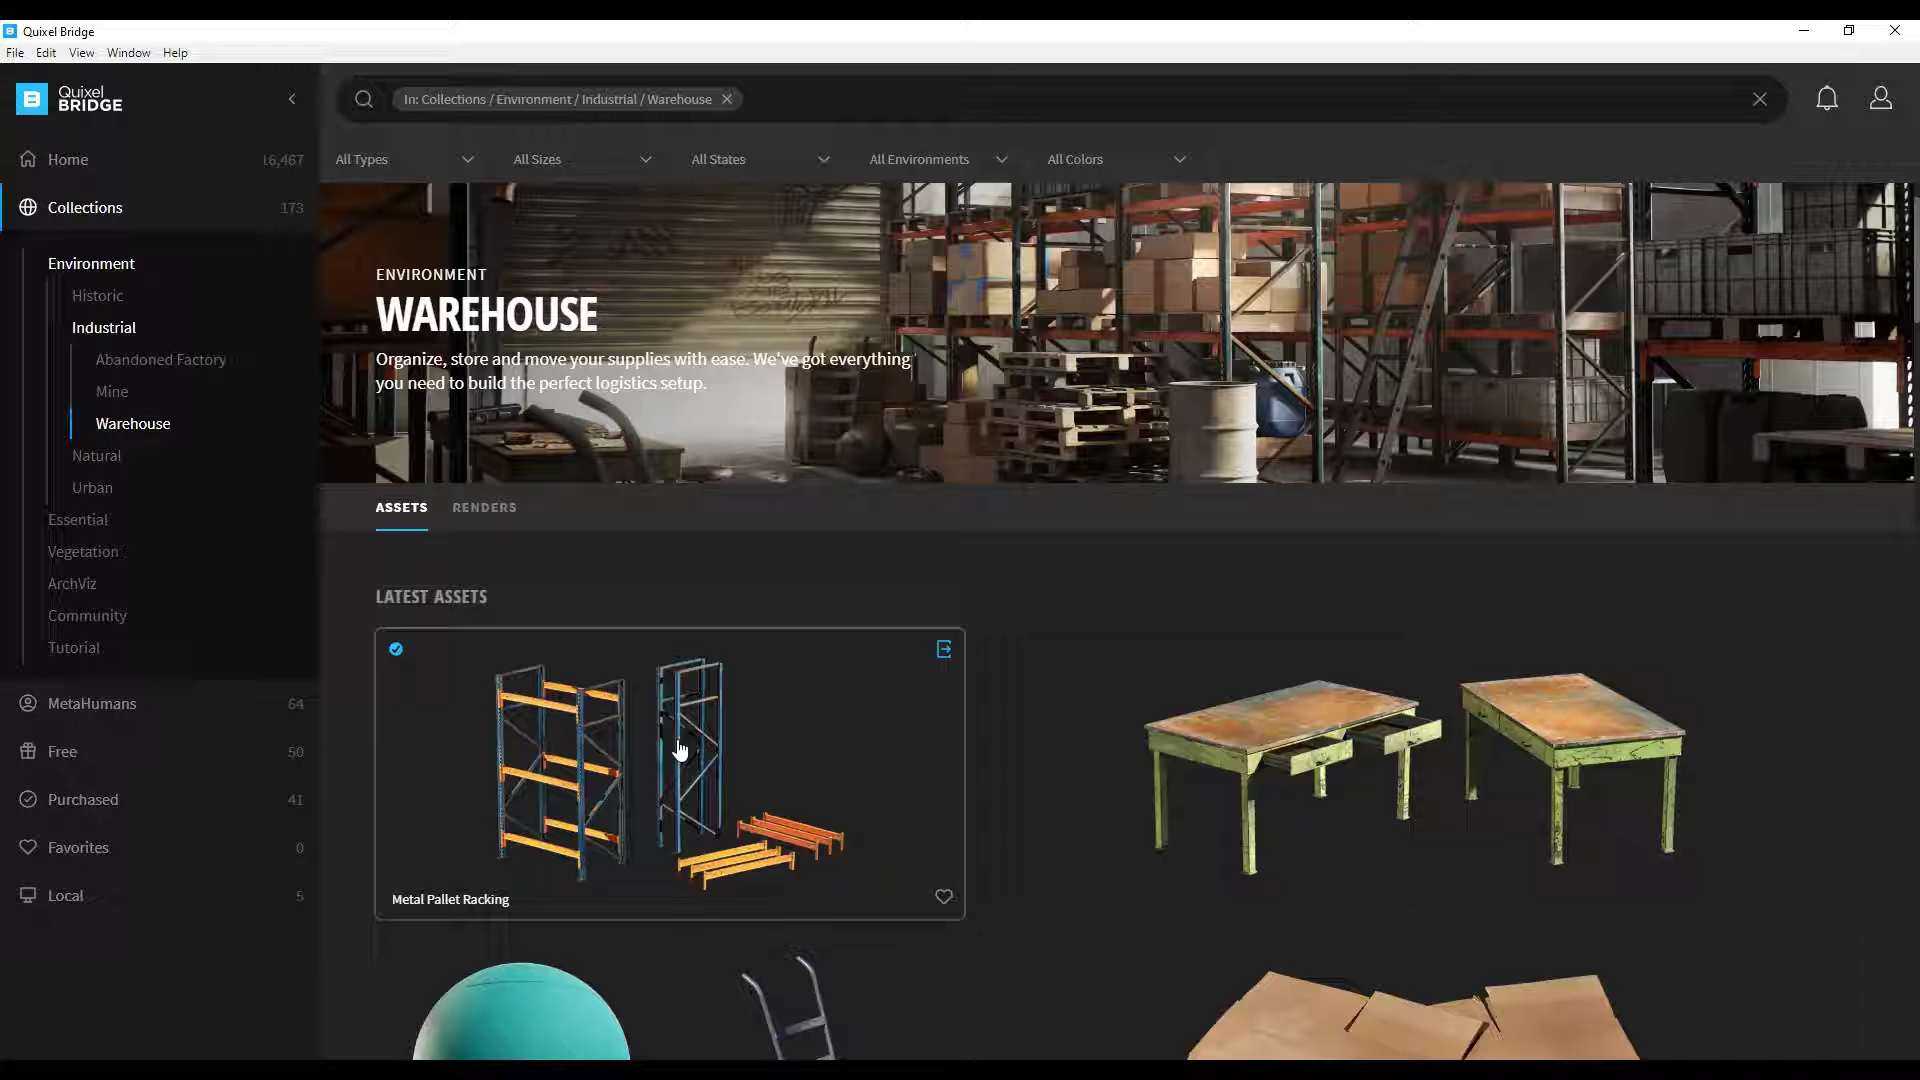 Quixel Bridge
File Edit View Window Help
Quixel
BRIDGE
In: Collections / Environment / Industrial / Warehouse
Home 16,467
All Types
All Sizes
All States
All Environments
All Colors
Collections 173
Environment
Historic
Industrial
Abandoned Factory
Mine
Warehouse
Natural
Urban
Essential
Vegetation
ArchViz
Community
Tutorial
MetaHumans 64
Free 50
Purchased 41
Favorites 0
Local 5
ENVIRONMENT
WAREHOUSE
Organize, store and move your supplies with ease. We've got everything
you need to build the perfect logistics setup.
ASSETS RENDERS
LATEST ASSETS
Metal Pallet Racking